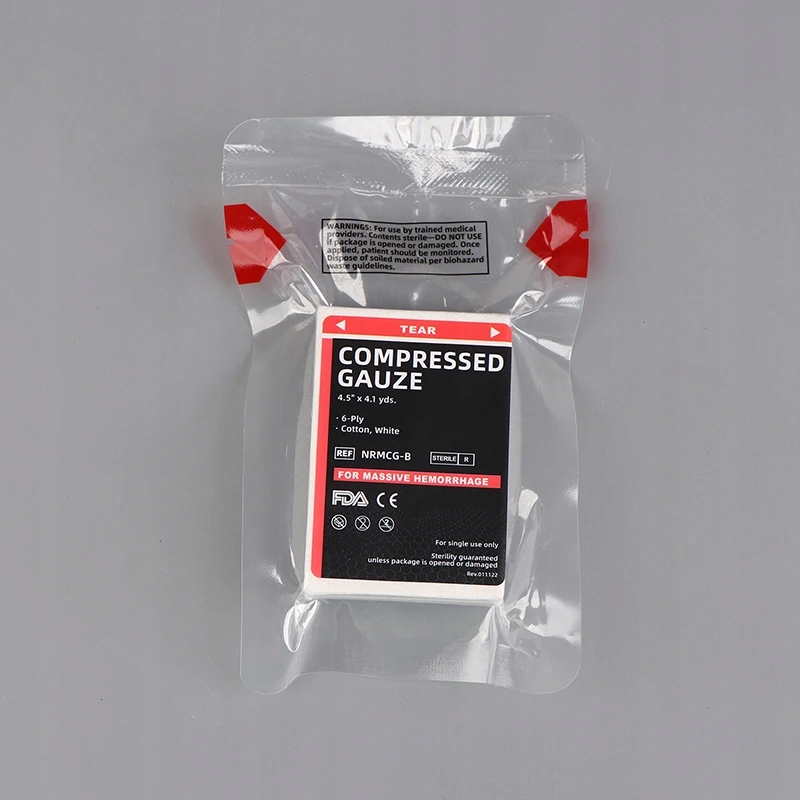 WARNINGS: For use by trained medical
providers. Contents sterile—DO NOT USE
if package is opened or damaged. Once
applied, patient should be monitored.
Dispose of soiled material per biohazard
waste guidelines.
TEAR
COMPRESSED
GAUZE
4.5" x 4.1 yds.
· 6-Ply
· Cotton, White
REF NRMCG-B STERILE R
FOR MASSIVE HEMORRHAGE
FDA CE
For single use only
Sterility guaranteed
unless package is opened or damaged
Rev.011122